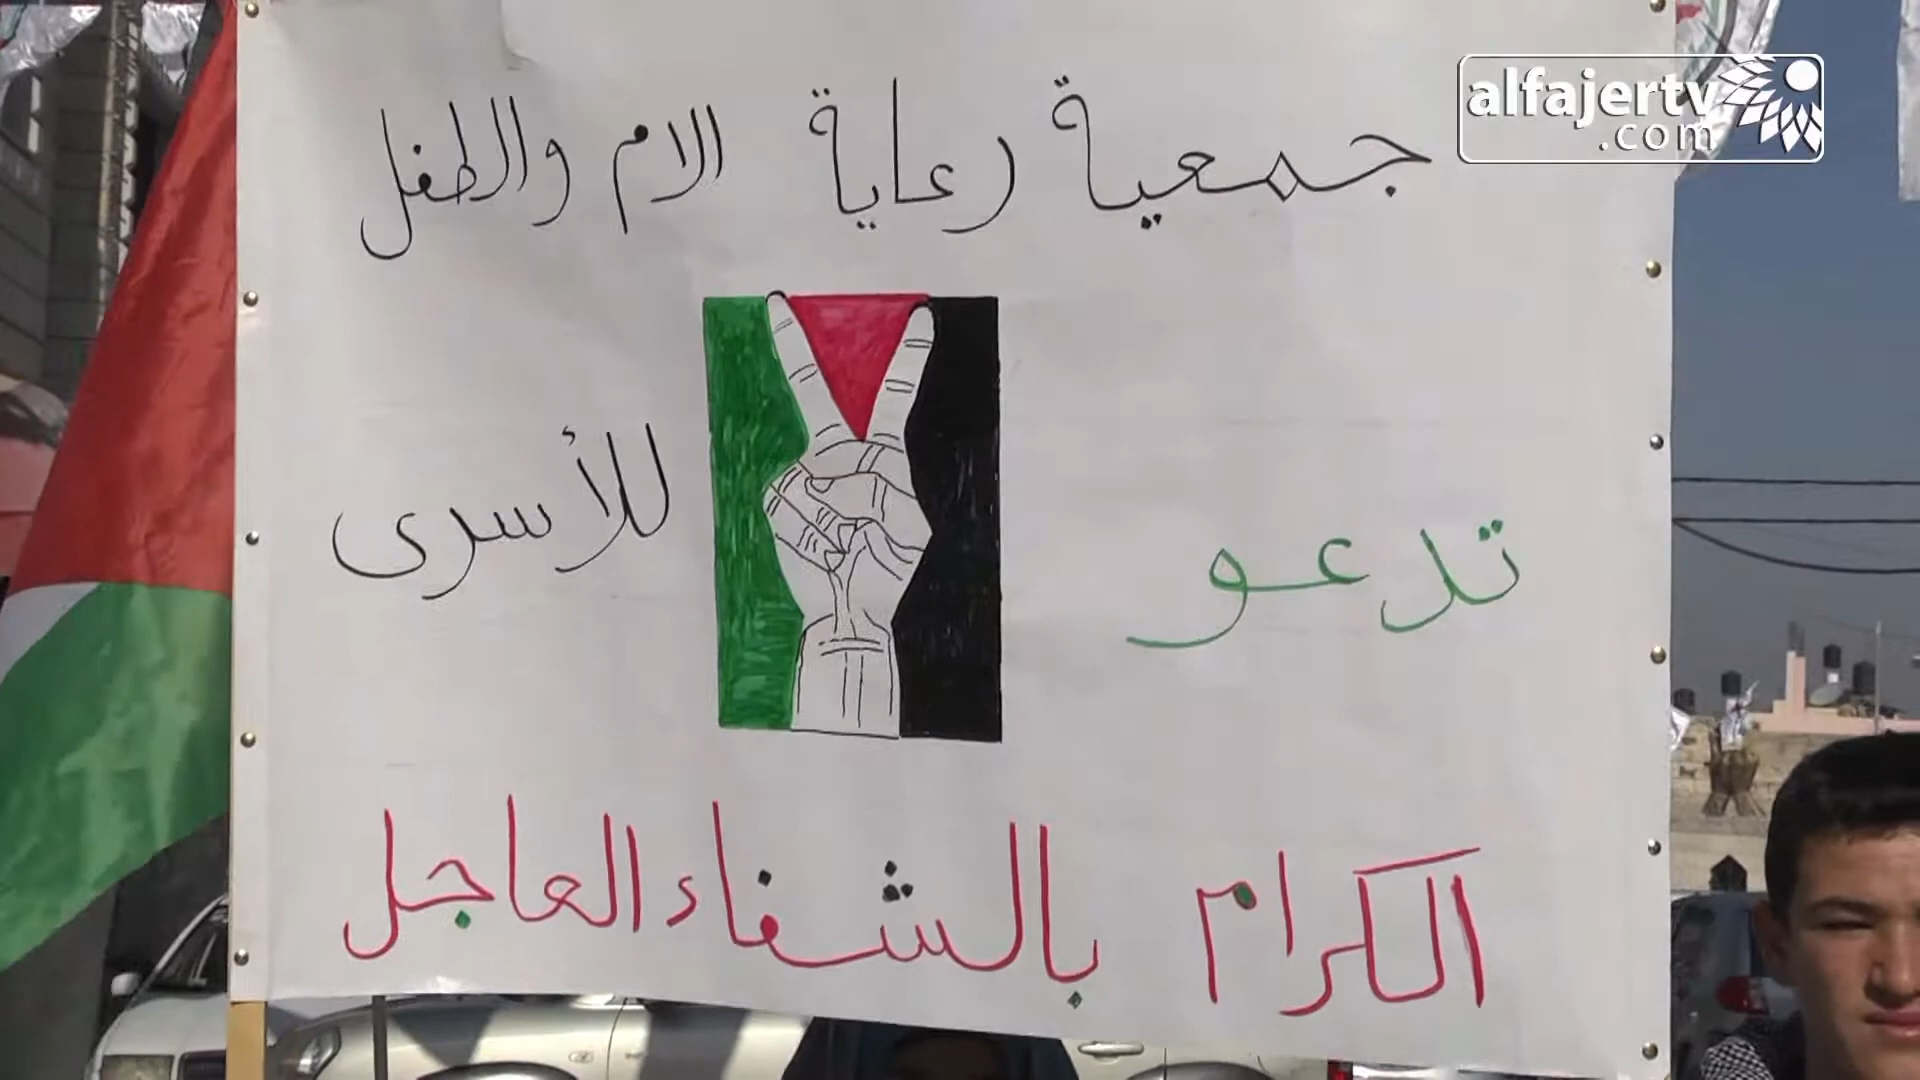 alfajertv
.com
جمعية رعاية الام والطفل
تدعو للأسرى
الكرام بالشفاء العاجل